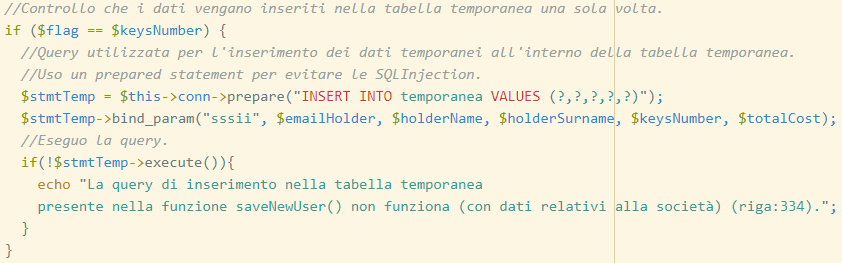 //Controllo che i dati vengano inseriti nella tabella temporanea una sola volta.
if ($flag == $keysNumber) {
  //Query utilizzata per l'inserimento dei dati temporanei all'interno della tabella temporanea.
  //Uso un prepared statement per evitare le SQLInjection.
  $stmtTemp = $this->conn->prepare("INSERT INTO temporanea VALUES (?,?,?,?,?)");
  $stmtTemp->bind_param("sssii", $emailHolder, $holderName, $holderSurname, $keysNumber, $totalCost);
  //Eseguo la query.
  if(!$stmtTemp->execute()){
    echo "La query di inserimento nella tabella temporanea
    presente nella funzione saveNewUser() non funziona (con dati relativi alla società) (riga:334).";
  }
}